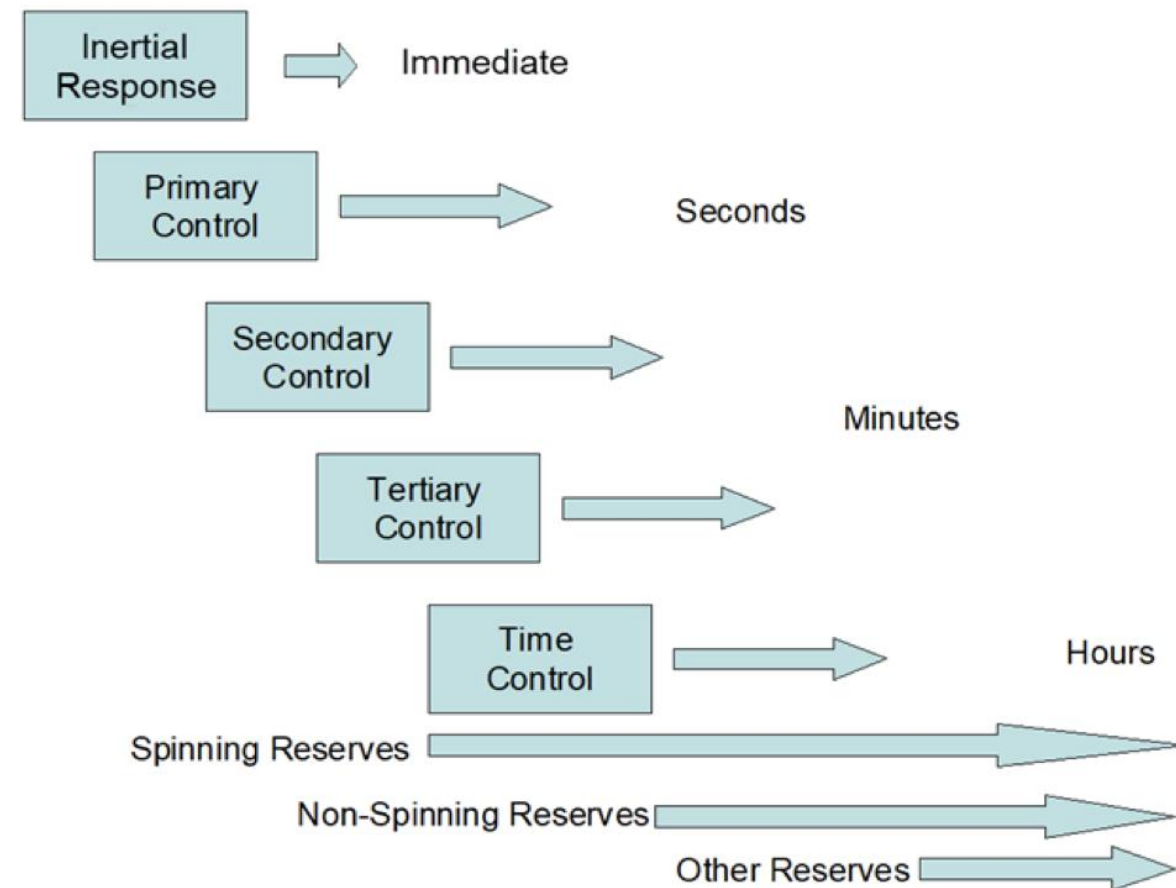 Inertial
Response
Immediate
Primary
Control
Seconds
Secondary
Control
Minutes
Tertiary
Control
Time
Control
Hours
Spinning Reserves
Non-Spinning Reserves
Other Reserves